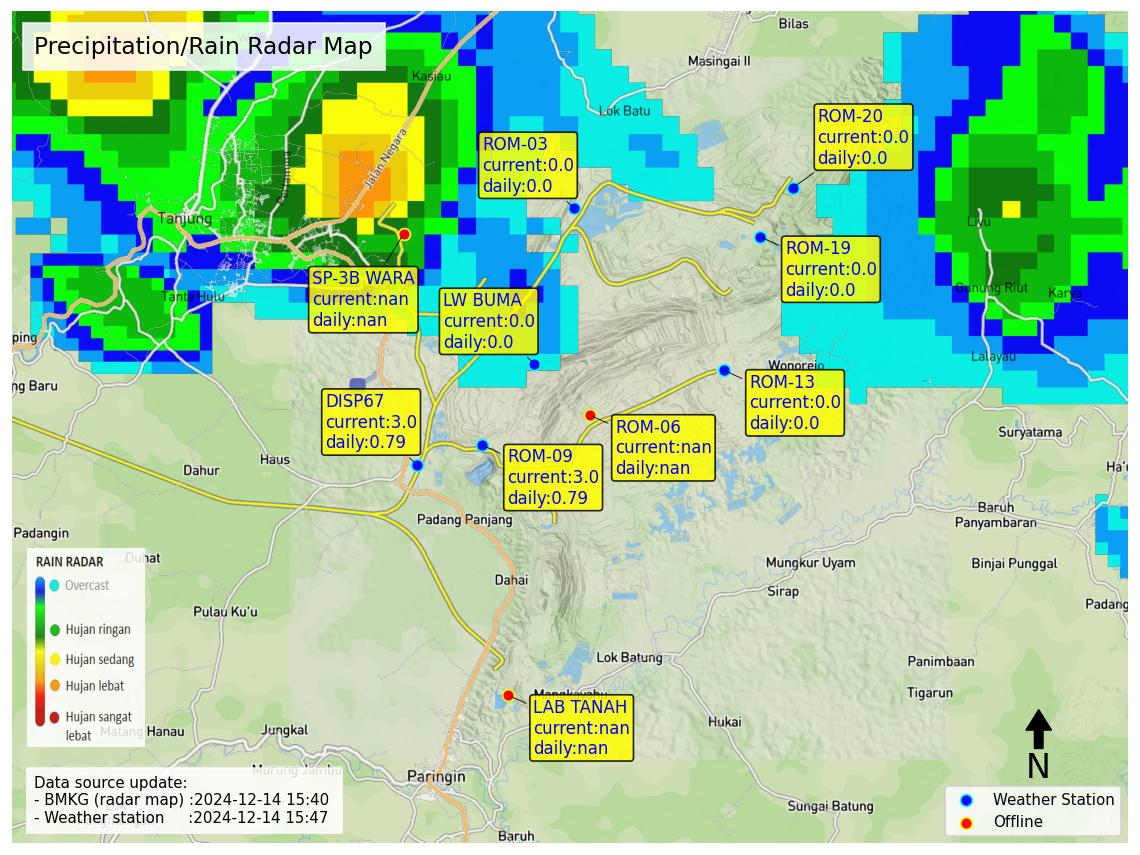 Precipitation/Rain Radar Map
Bilas
Masingai II
Kasiau
Lok Batu
Jalan Negara
ROM-20
current:0.0
daily:0.0
ROM-03
current:0.0
daily:0.0
Tanjung
Liyu
ROM-19
current:0.0
daily:0.0
SP-3B WARA
current:nan
daily:nan
LW BUMA
current:0.0
daily:0.0
Tanta Hulu
Gunung Riut
Karya
ping
Lalayau
Wonorejo
ng Baru
ROM-13
current:0.0
daily:0.0
DISP67
current:3.0
daily:0.79
ROM-06
current:nan
daily:nan
Suryatama
ROM-09
current:3.0
daily:0.79
Haus
Dahur
Ha'u
Baruh
Panyambaran
Padang Panjang
Padangin
Duhat
Mungkur Uyam
Binjai Punggal
Dahai
Sirap
Padang
Pulau Ku'u
RAIN RADAR
Overcast
Hujan ringan
Hujan sedang
Hujan lebat
Hujan sangat
lebat
Lok Batung
Panimbaan
Tigarun
Mangkayahu
LAB TANAH
current:nan
daily:nan
Hukai
Matang Hanau
Jungkal
Murung Jambu
Paringin
Sungai Batung
Baruh
N
Data source update:
- BMKG (radar map) :2024-12-14 15:40
- Weather station :2024-12-14 15:47
Weather Station
Offline